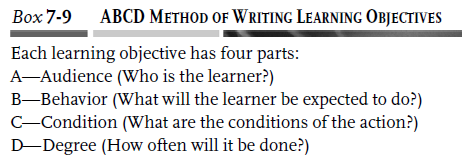 Box 7-9 ABCD METHOD OF WRITING LEARNING OBJECTIVES
Each learning objective has four parts:
A—Audience (Who is the learner?)
B—Behavior (What will the learner be expected to do?)
C—Condition (What are the conditions of the action?)
D—Degree (How often will it be done?)